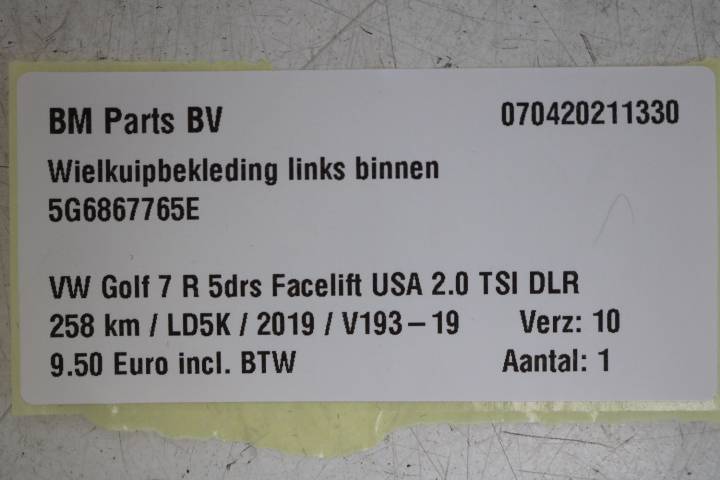 BM Parts BV 070420211330
Wielkuipbekleding links binnen
5G6867765E
VW Golf 7 R 5drs Facelift USA 2.0 TSI DLR
258 km / LD5K / 2019 / V193-19 Verz: 10
9.50 Euro incl. BTW Aantal: 1